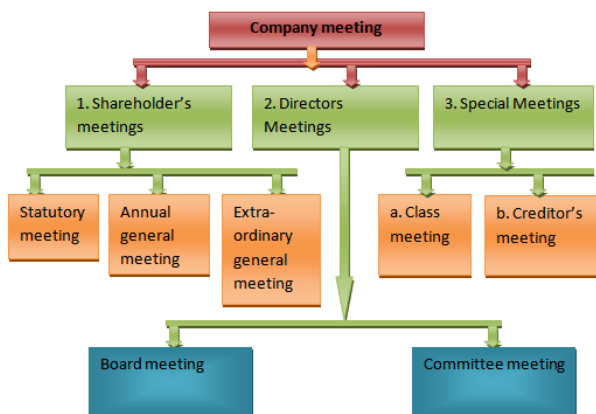 Company meeting
1. Shareholder's
meetings
2. Directors
Meetings
3. Special Meetings
Statutory
meeting
Annual
general
meeting
Extra-
ordinary
general
meeting
a. Class
meeting
b. Creditor's
meeting
Board meeting
Committee meeting